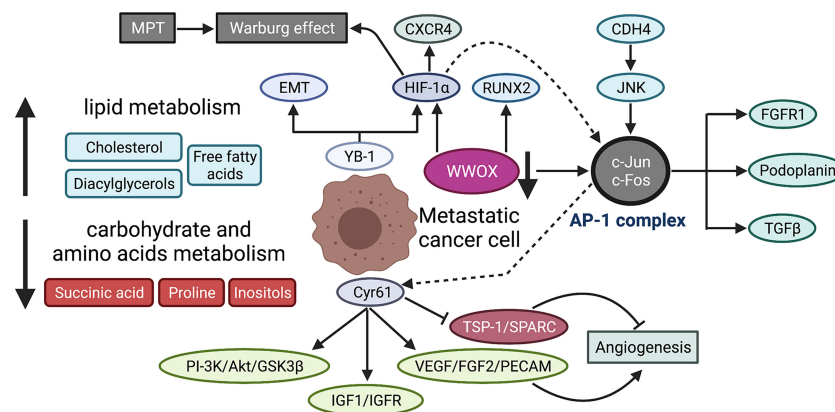 MPT
Warburg effect
CXCR4
CDH4
EMT
HIF-1α
RUNX2
JNK
FGFR1
lipid metabolism
Cholesterol
Free fatty
acids
Diacylglycerols
YB-1
WWOX
c-Jun
c-Fos
Podoplanin
AP-1 complex
TGFβ
Metastatic
cancer cell
carbohydrate and
amino acids metabolism
Succinic acid
Proline
Inositols
Cyr61
TSP-1/SPARC
Angiogenesis
PI-3K/Akt/GSK3β
VEGF/FGF2/PECAM
IGF1/IGFR